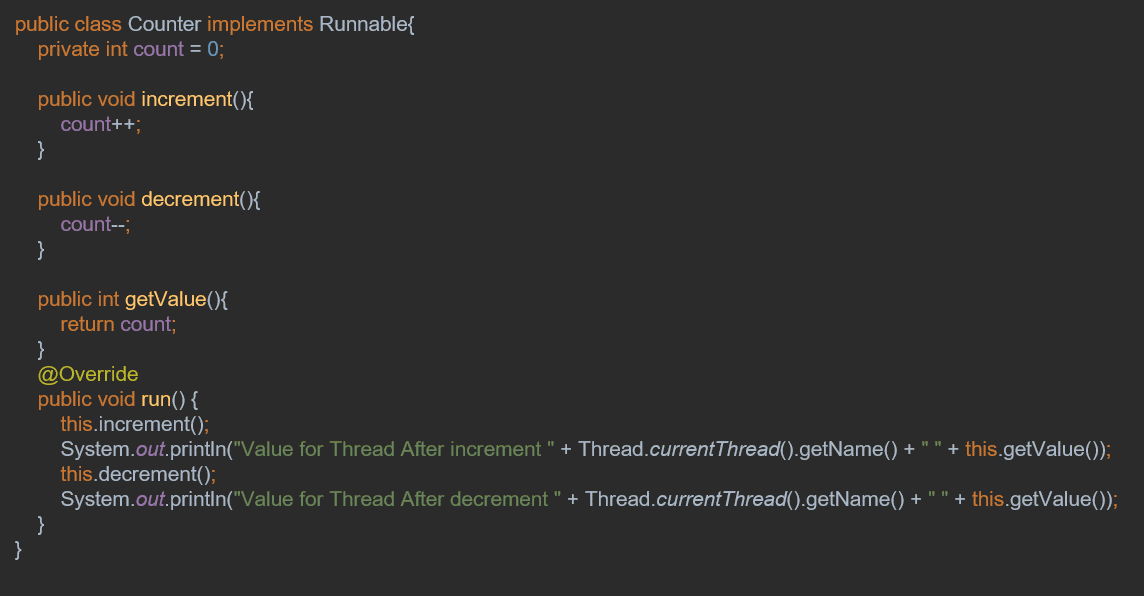 public class Counter implements Runnable{
    private int count = 0;

    public void increment(){
        count++;
    }

    public void decrement(){
        count--;
    }

    public int getValue(){
        return count;
    }
    @Override
    public void run() {
        this.increment();
        System.out.println("Value for Thread After increment " + Thread.currentThread().getName() + " " + this.getValue());
        this.decrement();
        System.out.println("Value for Thread After decrement " + Thread.currentThread().getName() + " " + this.getValue());
    }
}